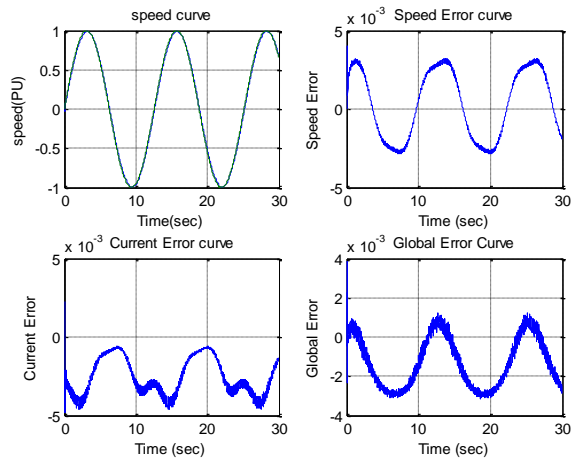 speed curve
speed(PU)
1
0.5
0
-0.5
-1
0 10 20 30
Time(sec)
x 10^-3 Speed Error curve
Speed Error
5
0
-5
0 10 20 30
Time (sec)
x 10^-3 Current Error curve
Current Error
5
0
-5
0 10 20 30
Time (sec)
x 10^-3 Global Error Curve
Global Error
4
2
0
-2
-4
0 10 20 30
Time (sec)